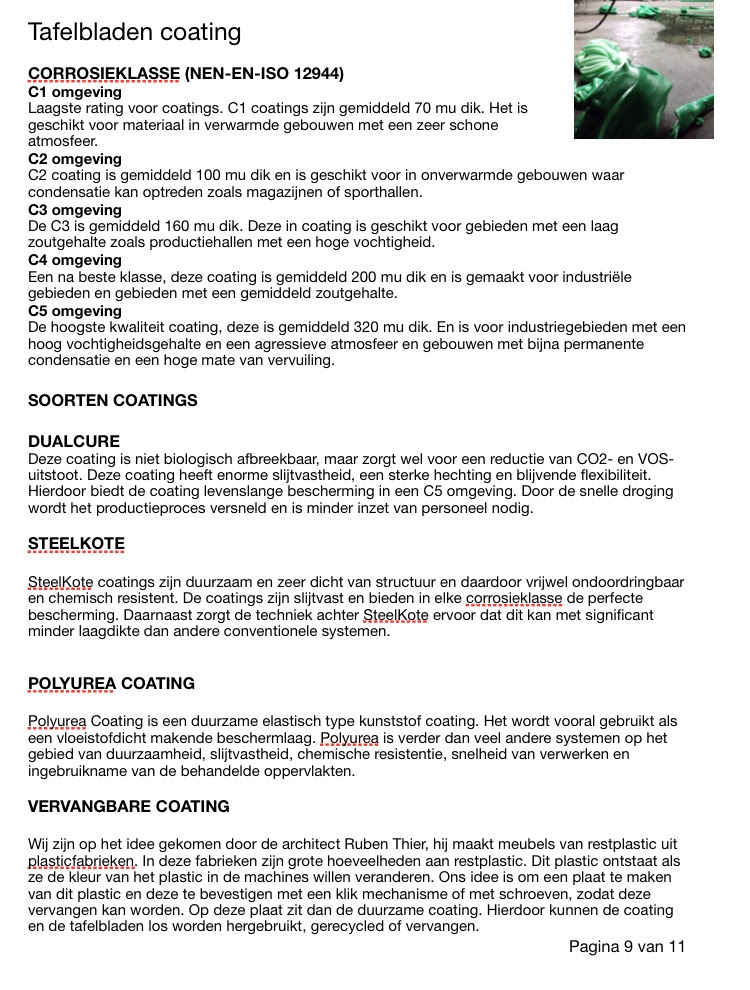 Tafelbladen coating
CORROSIEKLASSE (NEN-EN-ISO 12944)
C1 omgeving
Laagste rating voor coatings. C1 coatings zijn gemiddeld 70 mu dik. Het is
geschikt voor materiaal in verwarmde gebouwen met een zeer schone
atmosfeer.
C2 omgeving
C2 coating is gemiddeld 100 mu dik en is geschikt voor in onverwarmde gebouwen waar
condensatie kan optreden zoals magazijnen of sporthallen.
C3 omgeving
De C3 is gemiddeld 160 mu dik. Deze in coating is geschikt voor gebieden met een laag
zoutgehalte zoals productiehallen met een hoge vochtigheid.
C4 omgeving
Een na beste klasse, deze coating is gemiddeld 200 mu dik en is gemaakt voor industriële
gebieden en gebieden met een gemiddeld zoutgehalte.
C5 omgeving
De hoogste kwaliteit coating, deze is gemiddeld 320 mu dik. En is voor industriegebieden met een
hoog vochtigheidsgehalte en een agressieve atmosfeer en gebouwen met bijna permanente
condensatie en een hoge mate van vervuiling.
SOORTEN COATINGS
DUALCURE
Deze coating is niet biologisch afbreekbaar, maar zorgt wel voor een reductie van CO2- en VOS-
uitstoot. Deze coating heeft enorme slijtvastheid, een sterke hechting en blijvende flexibiliteit.
Hierdoor biedt de coating levenslange bescherming in een C5 omgeving. Door de snelle droging
wordt het productieproces versneld en is minder inzet van personeel nodig.
STEELKOTE
SteelKote coatings zijn duurzaam en zeer dicht van structuur en daardoor vrijwel ondoordringbaar
en chemisch resistent. De coatings zijn slijtvast en bieden in elke corrosieklasse de perfecte
bescherming. Daarnaast zorgt de techniek achter SteelKote ervoor dat dit kan met significant
minder laagdikte dan andere conventionele systemen.
POLYUREA COATING
Polyurea Coating is een duurzame elastisch type kunststof coating. Het wordt vooral gebruikt als
een vloeistofdicht makende beschermlaag. Polyurea is verder dan veel andere systemen op het
gebied van duurzaamheid, slijtvastheid, chemische resistentie, snelheid van verwerken en
ingebruikname van de behandelde oppervlakten.
VERVANGBARE COATING
Wij zijn op het idee gekomen door de architect Ruben Thier, hij maakt meubels van restplastic uit
plasticfabrieken. In deze fabrieken zijn grote hoeveelheden aan restplastic. Dit plastic ontstaat als
ze de kleur van het plastic in de machines willen veranderen. Ons idee is om een plaat te maken
van dit plastic en deze te bevestigen met een klik mechanisme of met schroeven, zodat deze
vervangen kan worden. Op deze plaat zit dan de duurzame coating. Hierdoor kunnen de coating
en de tafelbladen los worden hergebruikt, gerecycled of vervangen.
Pagina 9 van 11